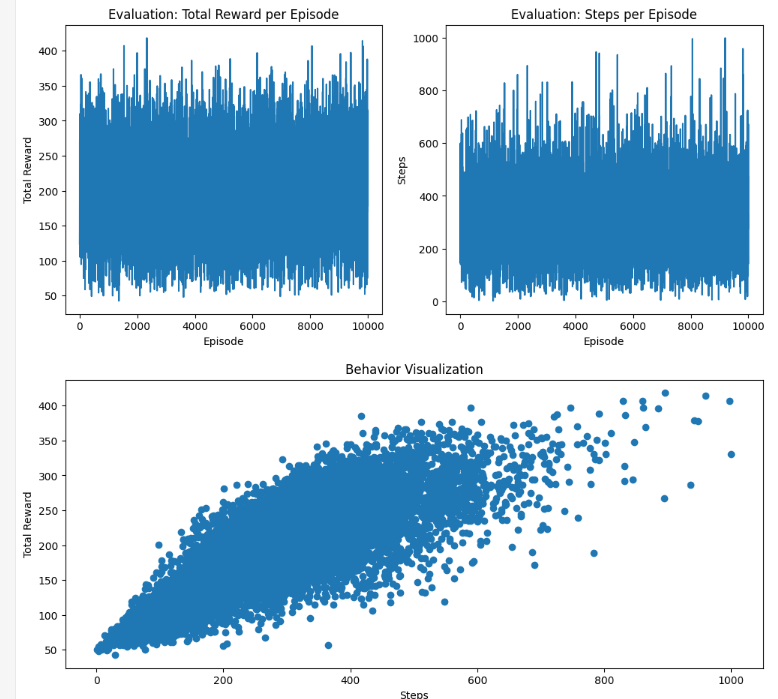 Evaluation: Total Reward per Episode
400
350
300
250
200
150
100
50
Total Reward
0 2000 4000 6000 8000 10000
Episode
Evaluation: Steps per Episode
1000
800
600
400
200
0
Steps
0 2000 4000 6000 8000 10000
Episode
Behavior Visualization
400
350
300
250
200
150
100
50
Total Reward
0 200 400 600 800 1000
Steps